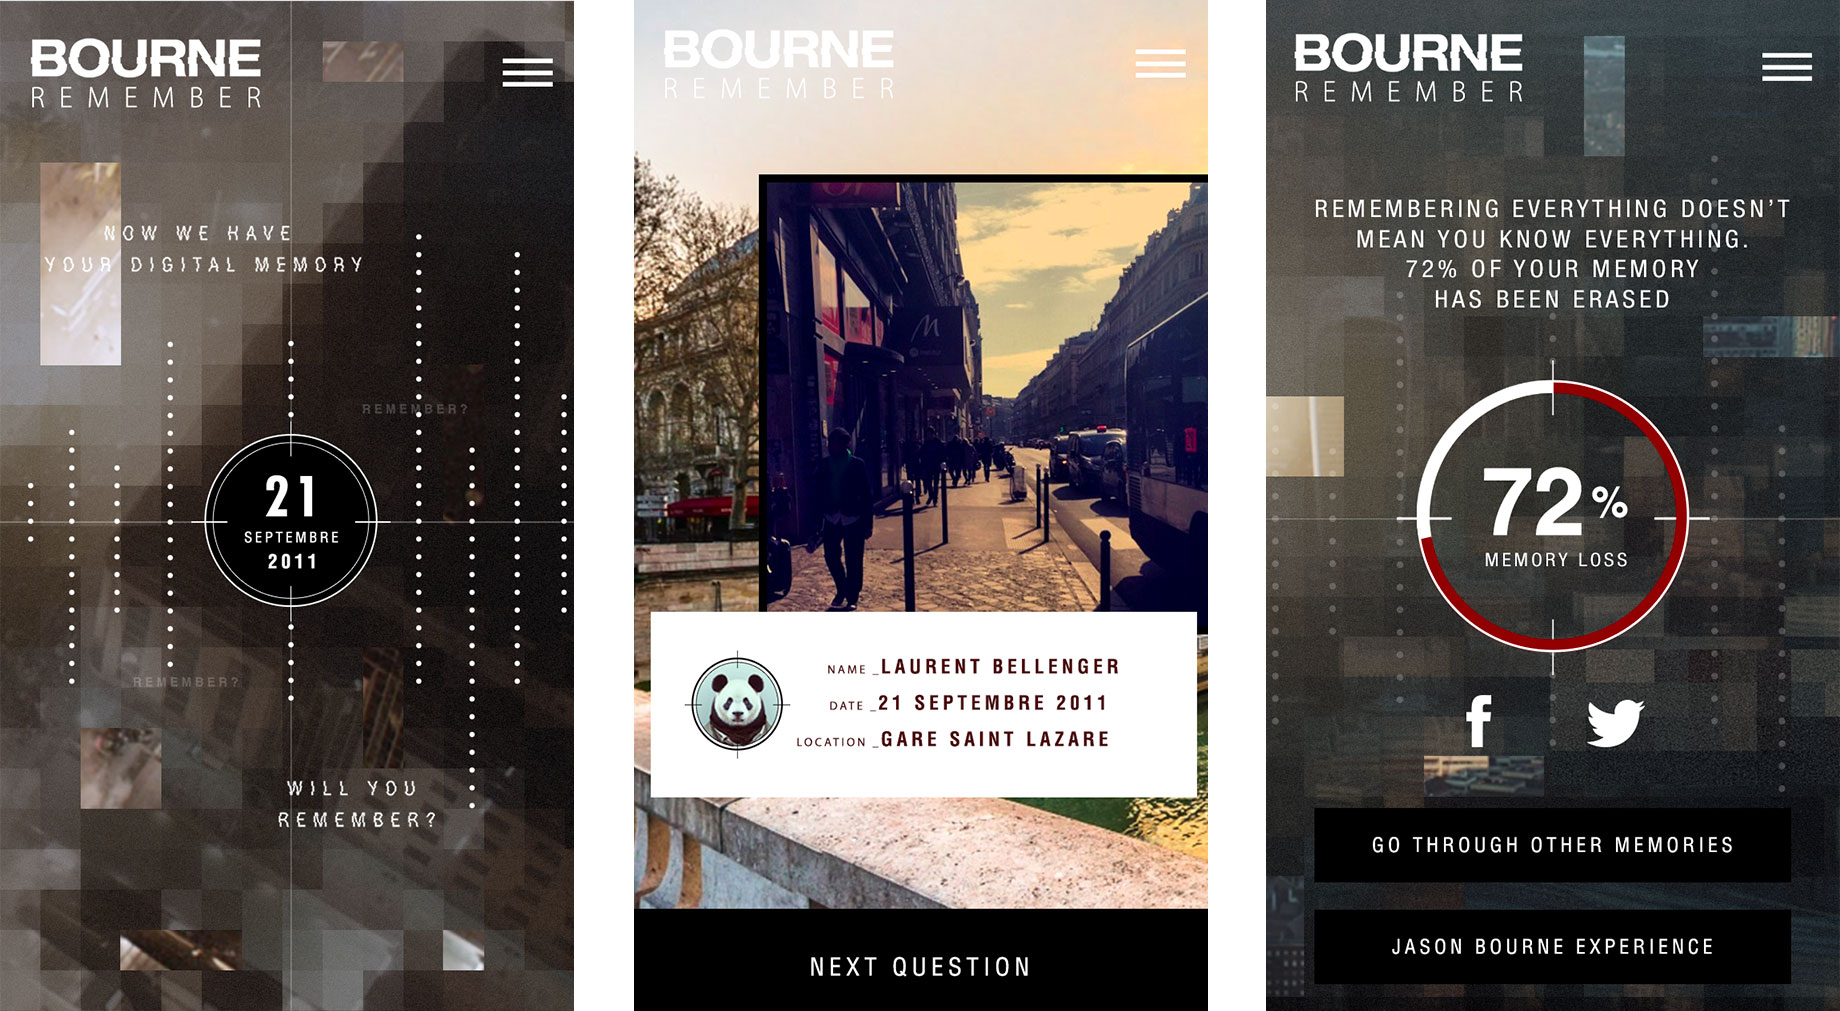 BOURNE
REMEMBER
NOW WE HAVE
YOUR DIGITAL MEMORY
REMEMBER?
21
SEPTEMBRE
2011
REMEMBER?
WILL YOU
REMEMBER?
BOURNE
REMEMBER
M
NAME _LAURENT BELLENGER
DATE _21 SEPTEMBRE 2011
LOCATION _GARE SAINT LAZARE
NEXT QUESTION
BOURNE
REMEMBER
REMEMBERING EVERYTHING DOESN'T
MEAN YOU KNOW EVERYTHING.
72% OF YOUR MEMORY
HAS BEEN ERASED
72%
MEMORY LOSS
GO THROUGH OTHER MEMORIES
JASON BOURNE EXPERIENCE